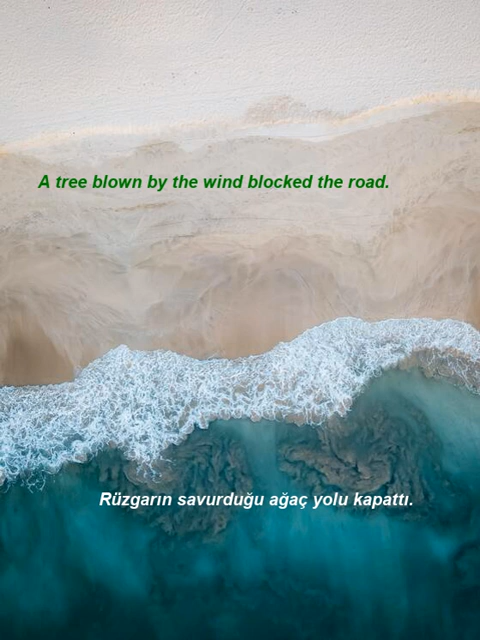 A tree blown by the wind blocked the road.
Rüzgarın savurduğu ağaç yolu kapattı.